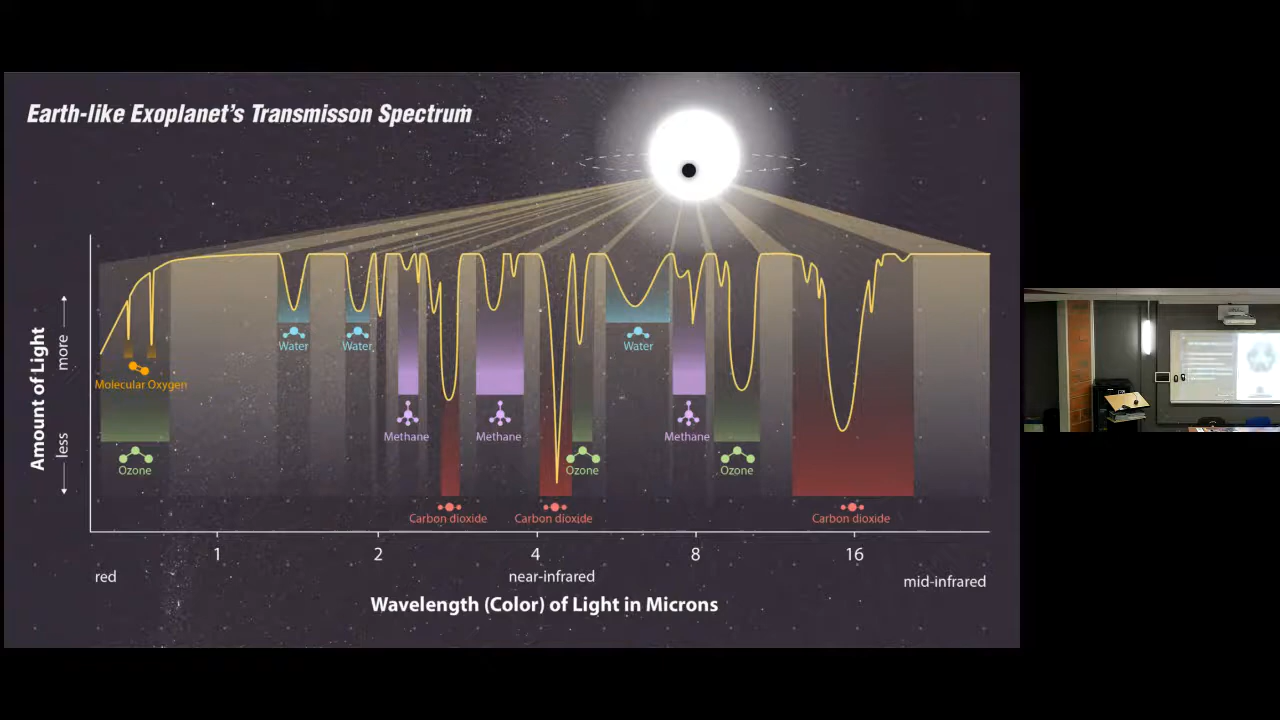 Earth-like Exoplanet's Transmisson Spectrum
Amount of Light
less
more
Molecular Oxygen
Ozone
Water
Water
Methane
Carbon dioxide
Methane
Carbon dioxide
Ozone
Water
Methane
Ozone
Carbon dioxide
1
2
4
8
16
red
near-infrared
mid-infrared
Wavelength (Color) of Light in Microns